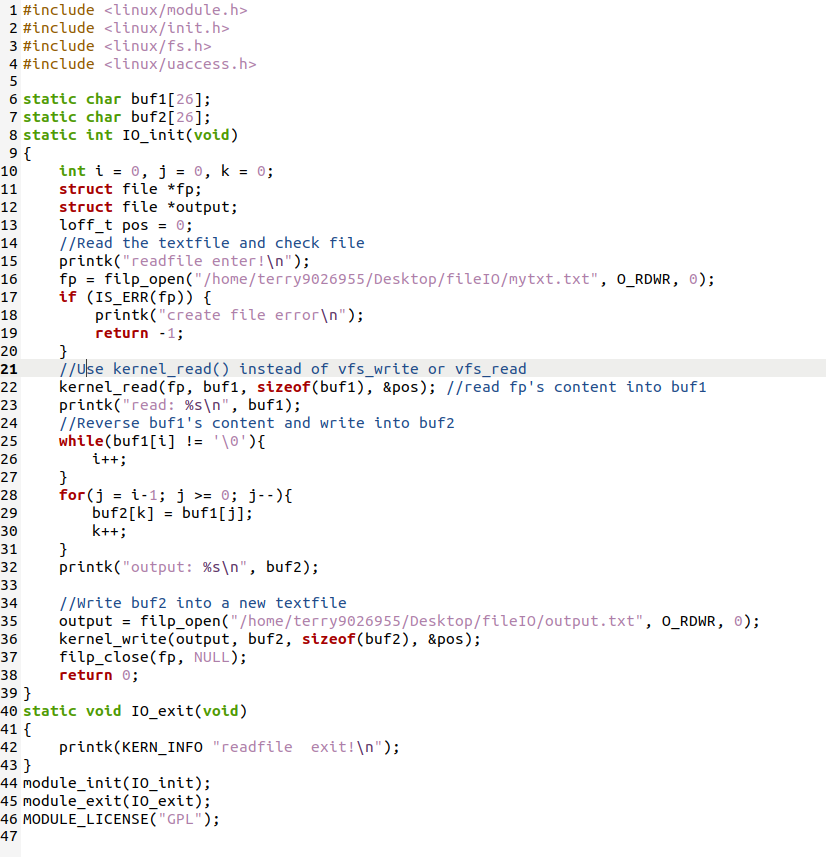 1 #include <linux/module.h>
2 #include <linux/init.h>
3 #include <linux/fs.h>
4 #include <linux/uaccess.h>
5
6 static char buf1[26];
7 static char buf2[26];
8 static int IO_init(void)
9 {
10     int i = 0, j = 0, k = 0;
11     struct file *fp;
12     struct file *output;
13     loff_t pos = 0;
14     //Read the textfile and check file
15     printk("readfile enter!\n");
16     fp = filp_open("/home/terry9026955/Desktop/fileIO/mytxt.txt", O_RDWR, 0);
17     if (IS_ERR(fp)) {
18         printk("create file error\n");
19         return -1;
20     }
21     //Use kernel_read() instead of vfs_write or vfs_read
22     kernel_read(fp, buf1, sizeof(buf1), &pos); //read fp's content into buf1
23     printk("read: %s\n", buf1);
24     //Reverse buf1's content and write into buf2
25     while(buf1[i] != '\0'){
26         i++;
27     }
28     for(j = i-1; j >= 0; j--){
29         buf2[k] = buf1[j];
30         k++;
31     }
32     printk("output: %s\n", buf2);
33
34     //Write buf2 into a new textfile
35     output = filp_open("/home/terry9026955/Desktop/fileIO/output.txt", O_RDWR, 0);
36     kernel_write(output, buf2, sizeof(buf2), &pos);
37     filp_close(fp, NULL);
38     return 0;
39 }
40 static void IO_exit(void)
41 {
42     printk(KERN_INFO "readfile  exit!\n");
43 }
44 module_init(IO_init);
45 module_exit(IO_exit);
46 MODULE_LICENSE("GPL");
47